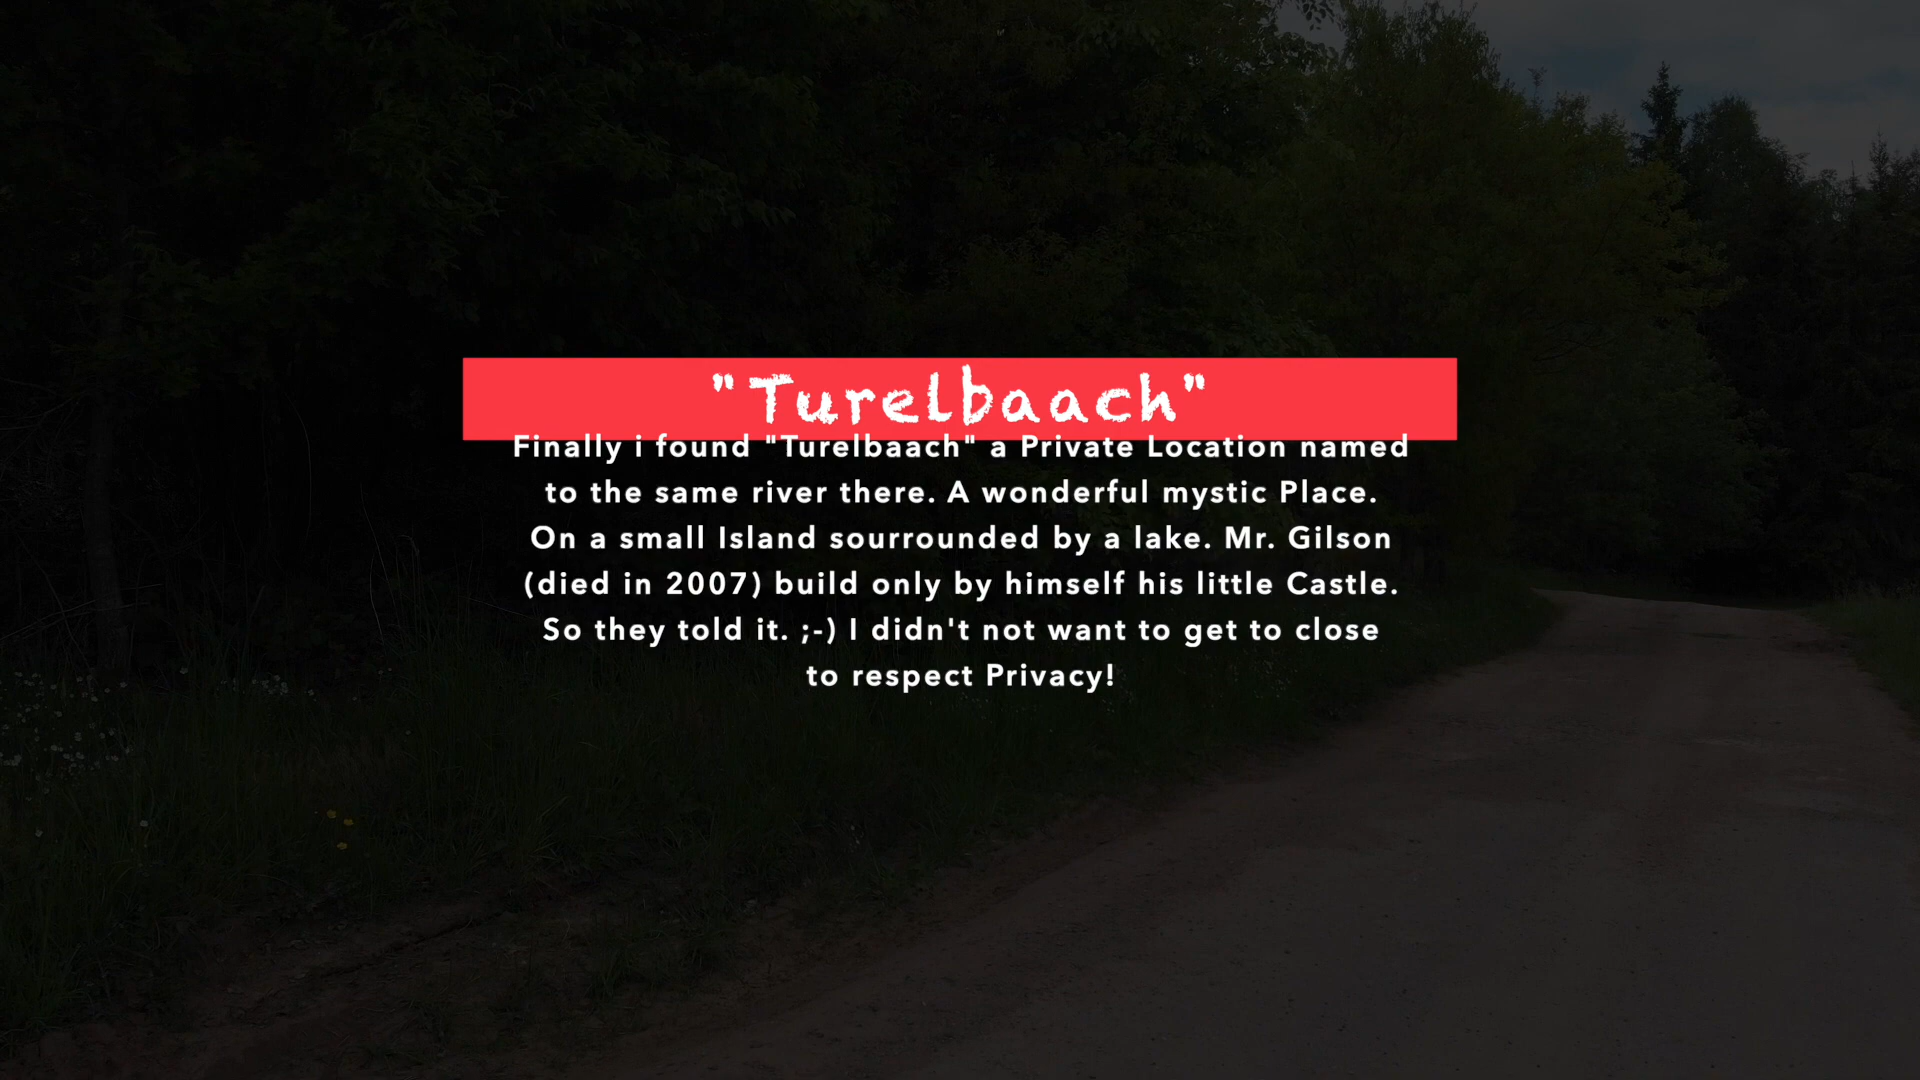 "Turelbaach"
Finally i found "Turelbaach" a Private Location named
to the same river there. A wonderful mystic Place.
On a small Island sourrounded by a lake. Mr. Gilson
(died in 2007) build only by himself his little Castle.
So they told it. ;-) I didn't not want to get to close
to respect Privacy!